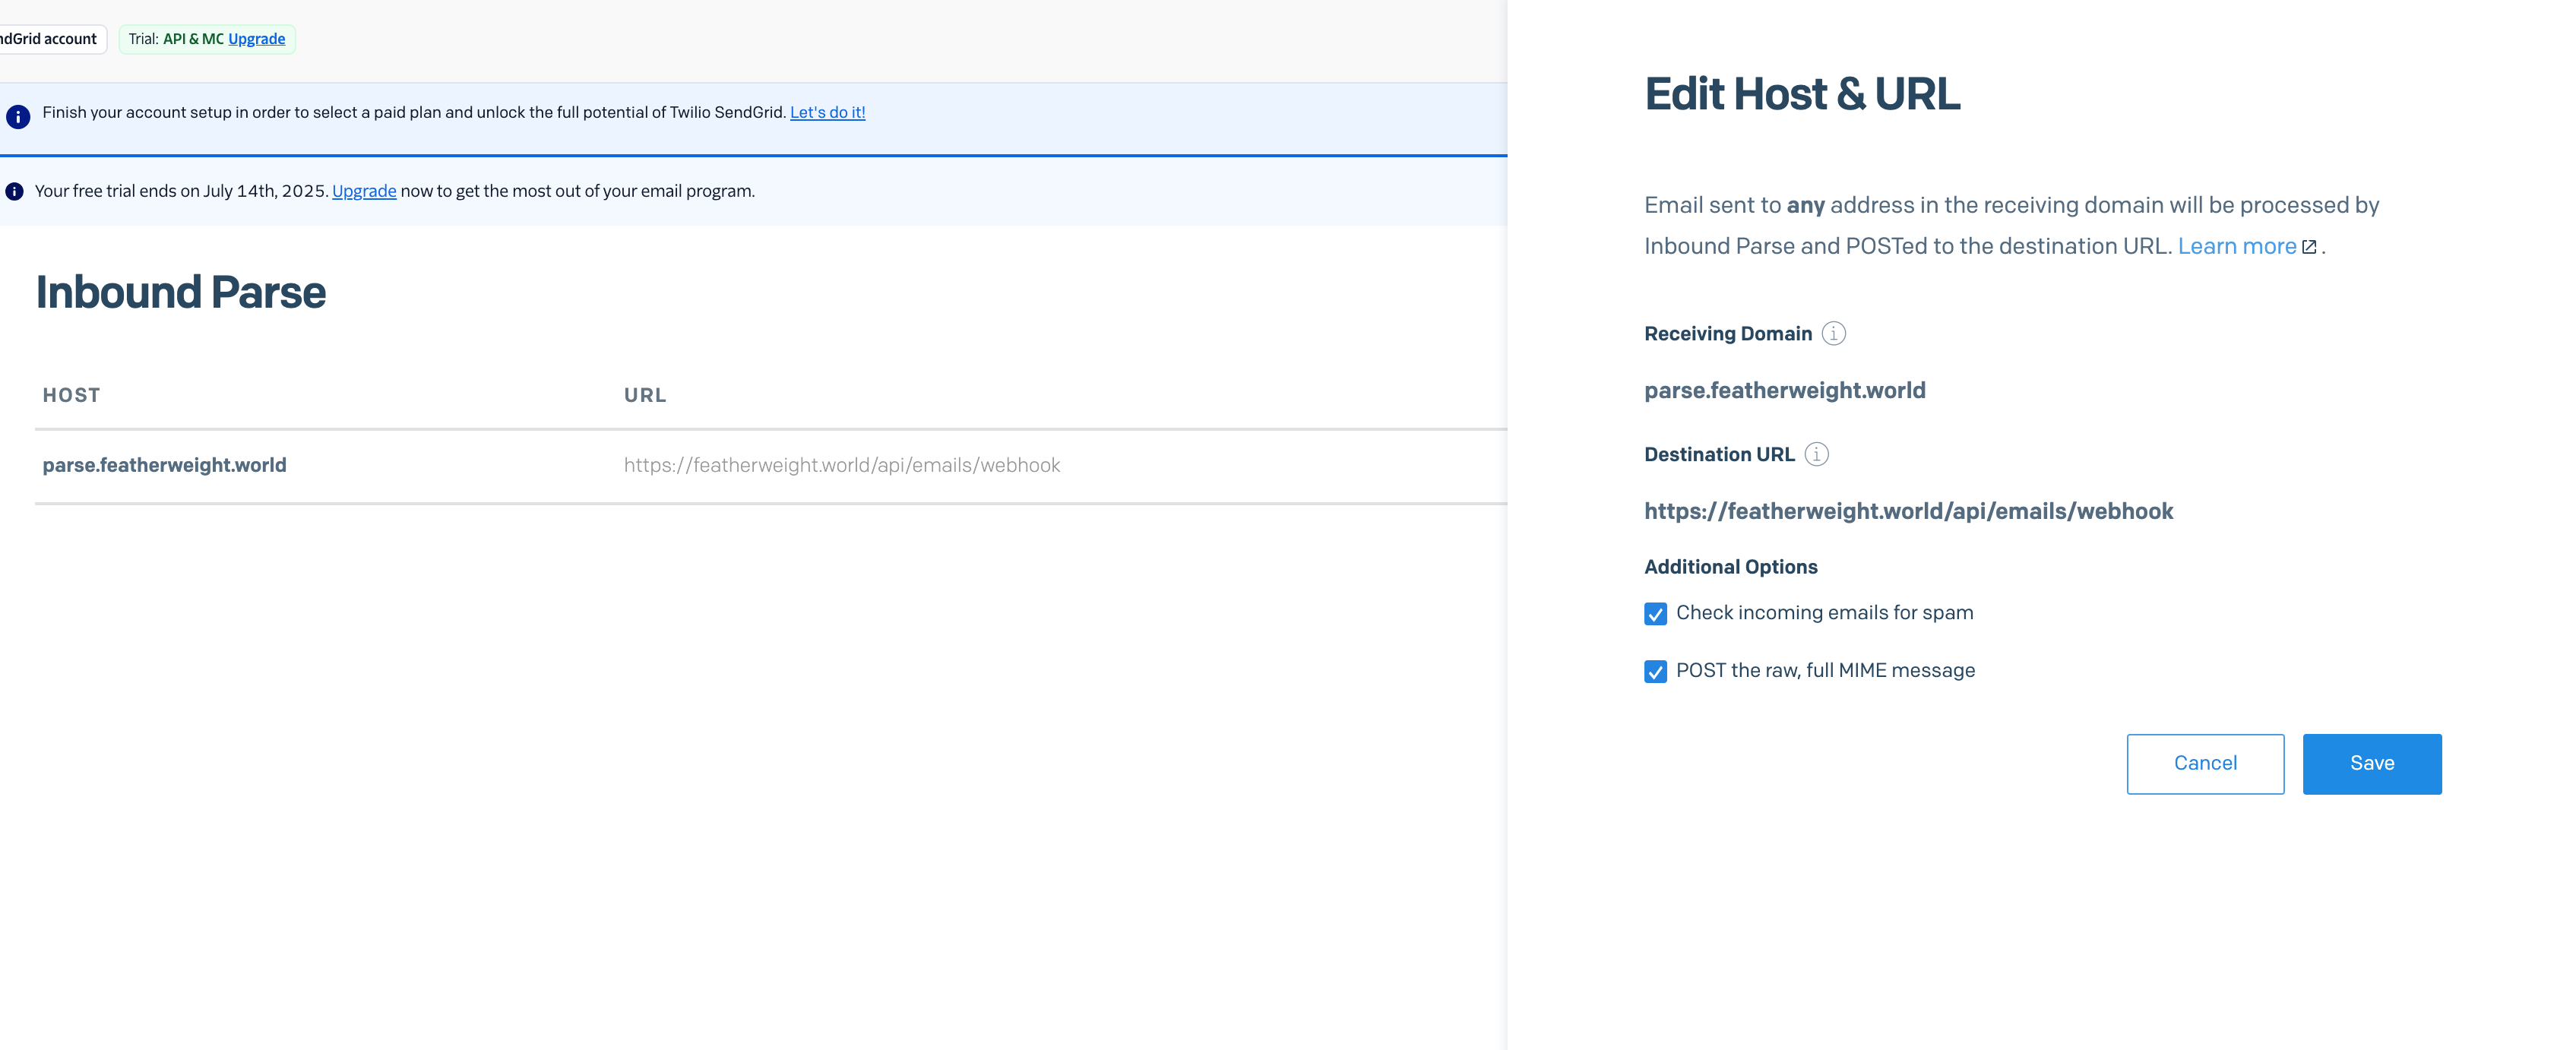 ndGrid account
Trial: API & MC Upgrade
Finish your account setup in order to select a paid plan and unlock the full potential of Twilio SendGrid. Let's do it!
Your free trial ends on July 14th, 2025. Upgrade now to get the most out of your email program.
Inbound Parse
HOST URL
parse.featherweight.world https://featherweight.world/api/emails/webhook
Edit Host & URL
Email sent to any address in the receiving domain will be processed by
Inbound Parse and POSTed to the destination URL. Learn more.
Receiving Domain
parse.featherweight.world
Destination URL
https://featherweight.world/api/emails/webhook
Additional Options
Check incoming emails for spam
POST the raw, full MIME message
Cancel Save